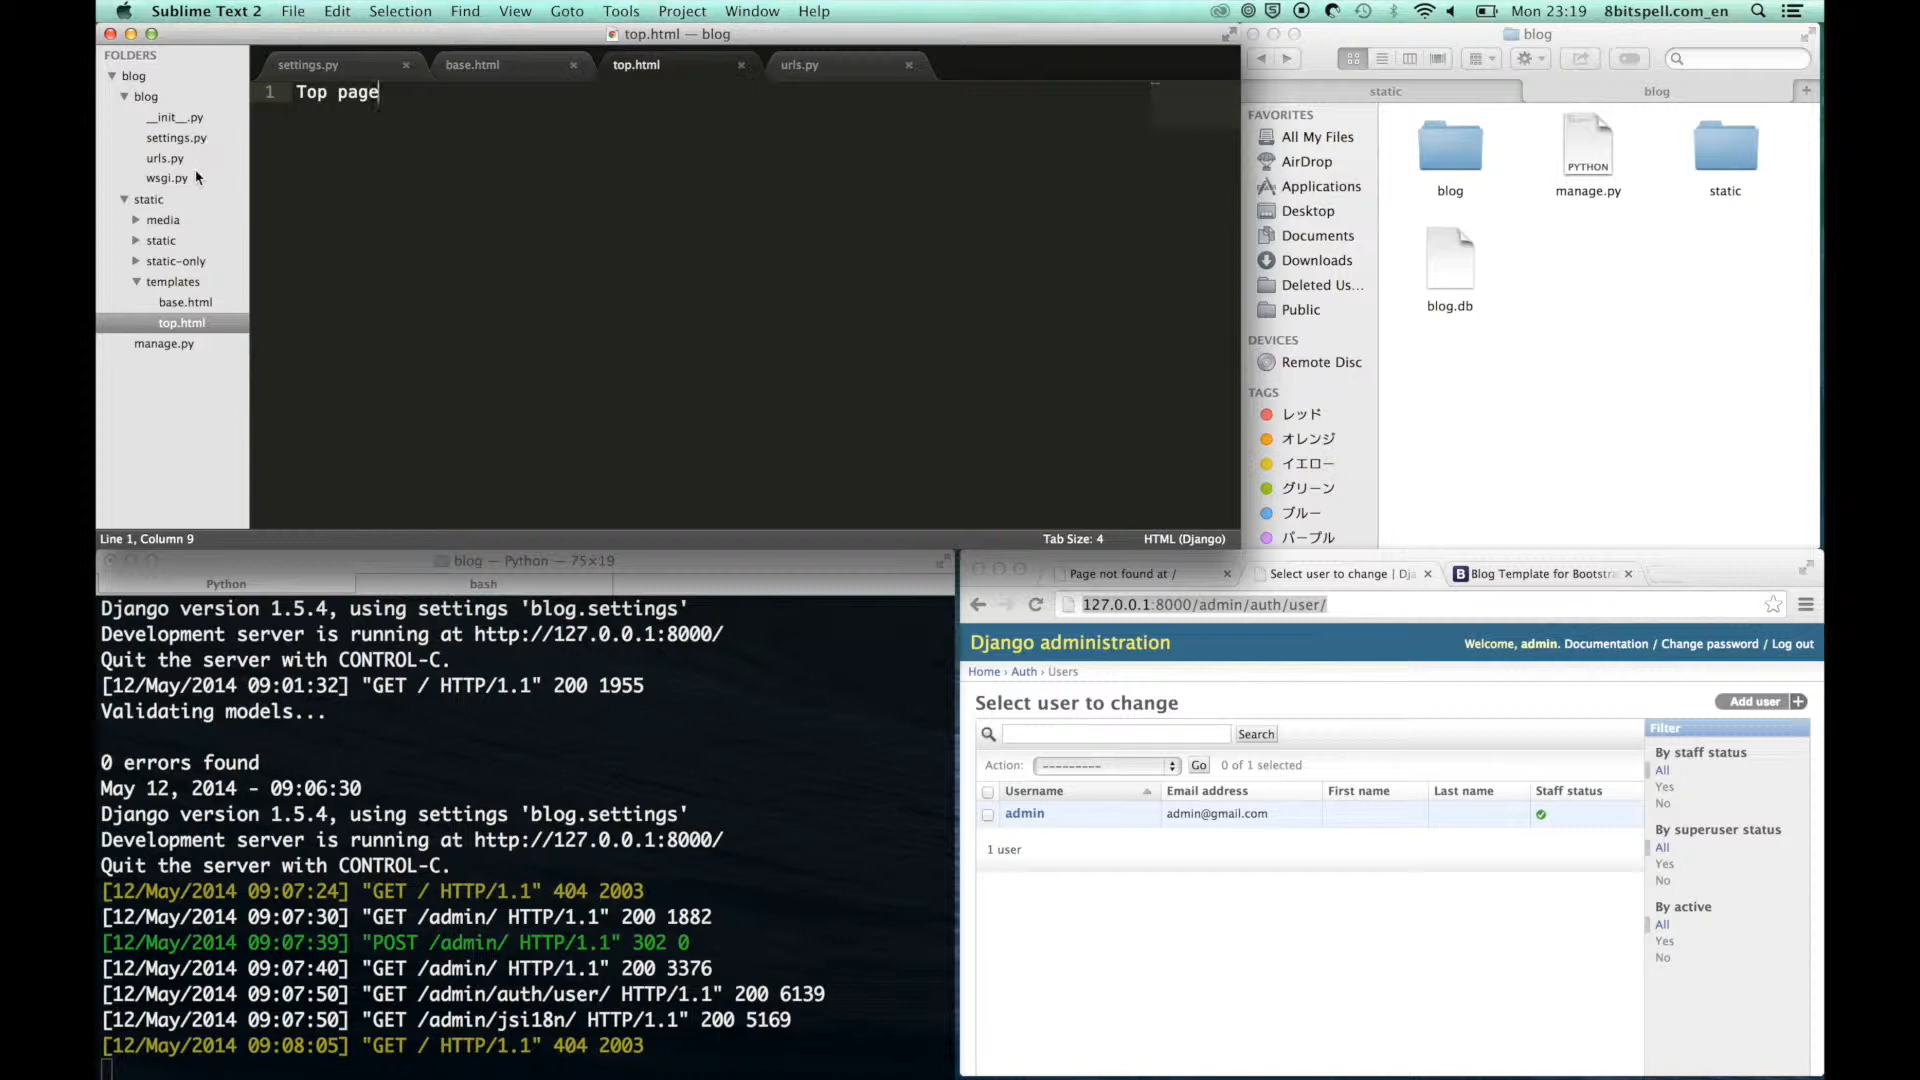 Sublime Text 2 File Edit Selection Find View Goto Tools Project Window Help Mon 23:19 8bitspell.com_en
top.html — blog
FOLDERS
blog
blog
__init__.py
settings.py
urls.py
wsgi.py
static
media
static
static-only
templates
base.html
top.html
manage.py
settings.py base.html top.html urls.py
1 Top page
Line 1, Column 9 Tab Size: 4 HTML (Django)
blog
static blog
FAVORITES
All My Files
AirDrop
Applications
Desktop
Documents
Downloads
Deleted Us...
Public
DEVICES
Remote Disc
TAGS
レッド
オレンジ
イエロー
グリーン
ブルー
パープル
PYTHON
blog manage.py static
blog.db
blog — Python — 75×19
Python bash
Django version 1.5.4, using settings 'blog.settings'
Development server is running at http://127.0.0.1:8000/
Quit the server with CONTROL-C.
[12/May/2014 09:01:32] "GET / HTTP/1.1" 200 1955
Validating models...
0 errors found
May 12, 2014 - 09:06:30
Django version 1.5.4, using settings 'blog.settings'
Development server is running at http://127.0.0.1:8000/
Quit the server with CONTROL-C.
[12/May/2014 09:07:24] "GET / HTTP/1.1" 404 2003
[12/May/2014 09:07:30] "GET /admin/ HTTP/1.1" 200 1882
[12/May/2014 09:07:39] "POST /admin/ HTTP/1.1" 302 0
[12/May/2014 09:07:40] "GET /admin/ HTTP/1.1" 200 3376
[12/May/2014 09:07:50] "GET /admin/auth/user/ HTTP/1.1" 200 6139
[12/May/2014 09:07:50] "GET /admin/jsi18n/ HTTP/1.1" 200 5169
[12/May/2014 09:08:05] "GET / HTTP/1.1" 404 2003
Page not found at / Select user to change | Dja B Blog Template for Bootstra
127.0.0.1:8000/admin/auth/user/
Django administration Welcome, admin. Documentation / Change password / Log out
Home › Auth › Users
Select user to change Add user +
Search
Action: --------- Go 0 of 1 selected
Username Email address First name Last name Staff status
admin admin@gmail.com
1 user
Filter
By staff status
All
Yes
No
By superuser status
All
Yes
No
By active
All
Yes
No